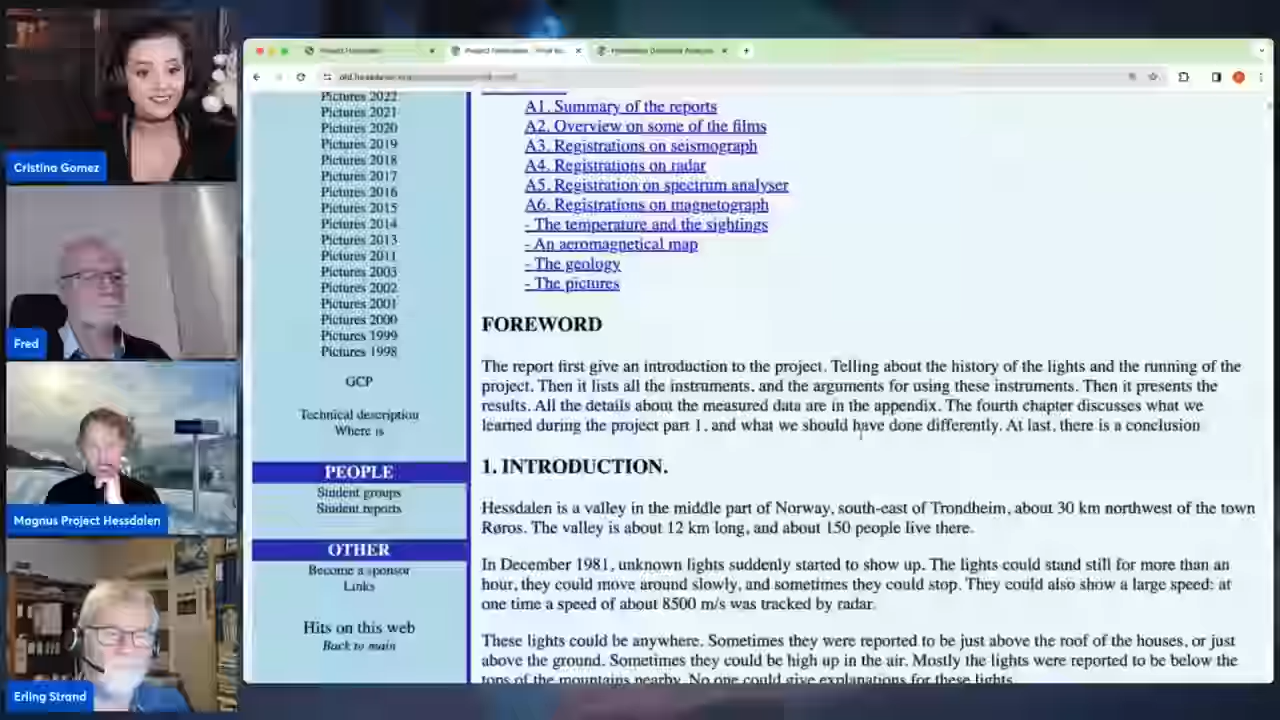 Cristina Gomez
Fred
Magnus Project Hessdalen
Erling Strand
Pictures 2022
Pictures 2021
Pictures 2020
Pictures 2019
Pictures 2018
Pictures 2017
Pictures 2016
Pictures 2015
Pictures 2014
Pictures 2013
Pictures 2011
Pictures 2003
Pictures 2002
Pictures 2001
Pictures 2000
Pictures 1999
Pictures 1998
GCP
Technical description
Where is
PEOPLE
Student groups
Student reports
OTHER
Become a sponsor
Links
Hits on this web
Back to main
A1. Summary of the reports
A2. Overview on some of the films
A3. Registrations on seismograph
A4. Registrations on radar
A5. Registration on spectrum analyser
A6. Registrations on magnetograph
- The temperature and the sightings
- An aeromagnetical map
- The geology
- The pictures
FOREWORD
The report first give an introduction to the project. Telling about the history of the lights and the running of the
project. Then it lists all the instruments, and the arguments for using these instruments. Then it presents the
results. All the details about the measured data are in the appendix. The fourth chapter discusses what we
learned during the project part 1, and what we should have done differently. At last, there is a conclusion
1. INTRODUCTION.
Hessdalen is a valley in the middle part of Norway, south-east of Trondheim, about 30 km northwest of the town
Røros. The valley is about 12 km long, and about 150 people live there.
In December 1981, unknown lights suddenly started to show up. The lights could stand still for more than an
hour, they could move around slowly, and sometimes they could stop. They could also show a large speed: at
one time a speed of about 8500 m/s was tracked by radar.
These lights could be anywhere. Sometimes they were reported to be just above the roof of the houses, or just
above the ground. Sometimes they could be high up in the air. Mostly the lights were reported to be below the
tops of the mountains nearby. No one could give explanations for these lights.